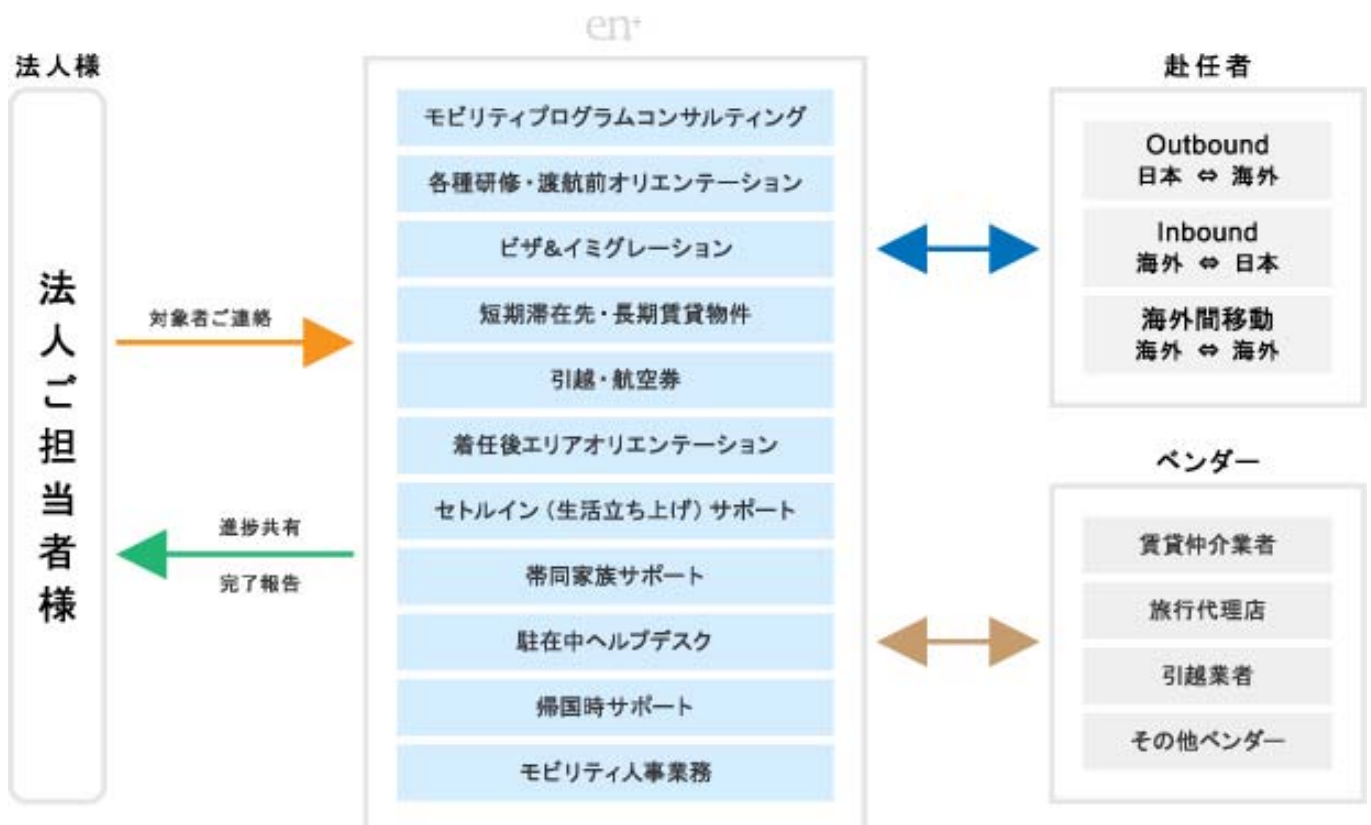 en+
法人様
法人ご担当者様
対象者ご連絡
進捗共有
完了報告
モビリティプログラムコンサルティング
各種研修・渡航前オリエンテーション
ビザ&イミグレーション
短期滞在先・長期賃貸物件
引越・航空券
着任後エリアオリエンテーション
セトルイン（生活立ち上げ）サポート
帯同家族サポート
駐在中ヘルプデスク
帰国時サポート
モビリティ人事業務
赴任者
Outbound
日本 ⇔ 海外
Inbound
海外 ⇔ 日本
海外間移動
海外 ⇔ 海外
ベンダー
賃貸仲介業者
旅行代理店
引越業者
その他ベンダー